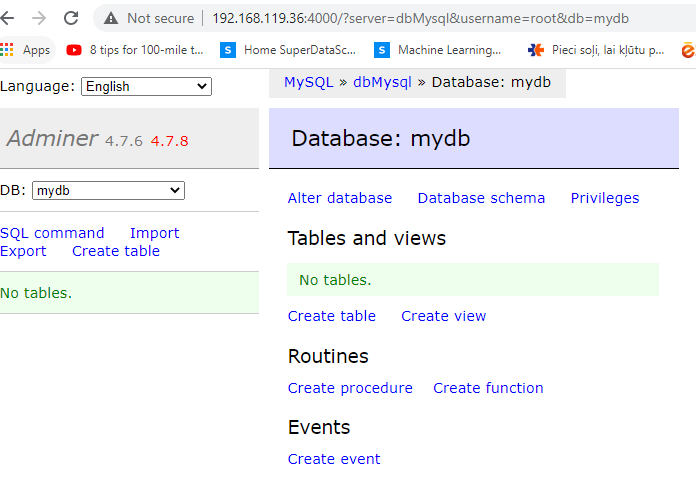 Not secure | 192.168.119.36:4000/?server=dbMysql&username=root&db=mydb
Apps 8 tips for 100-mile t... Home SuperDataSc... Machine Learning... Pieci soļi, lai kļūtu p...
Language: English
MySQL » dbMysql » Database: mydb
Adminer 4.7.6 4.7.8
Database: mydb
DB: mydb
Alter database Database schema Privileges
SQL command Import
Export Create table
No tables.
Tables and views
No tables.
Create table Create view
Routines
Create procedure Create function
Events
Create event